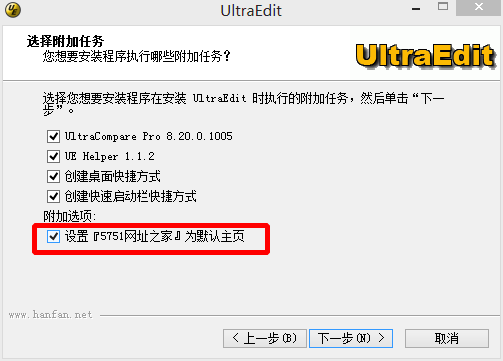 UltraEdit
选择附加任务
您想要安装程序执行哪些附加任务？
UltraEdit
选择您想要安装程序在安装 UltraEdit 时执行的附加任务，然后单击“下一
步”。
UltraCompare Pro 8.20.0.1005
UE Helper 1.1.2
创建桌面快捷方式
创建快速启动栏快捷方式
附加选项:
设置『5751网址之家』为默认主页
www.hanfan.net
< 上一步(B)
下一步(N) >
取消